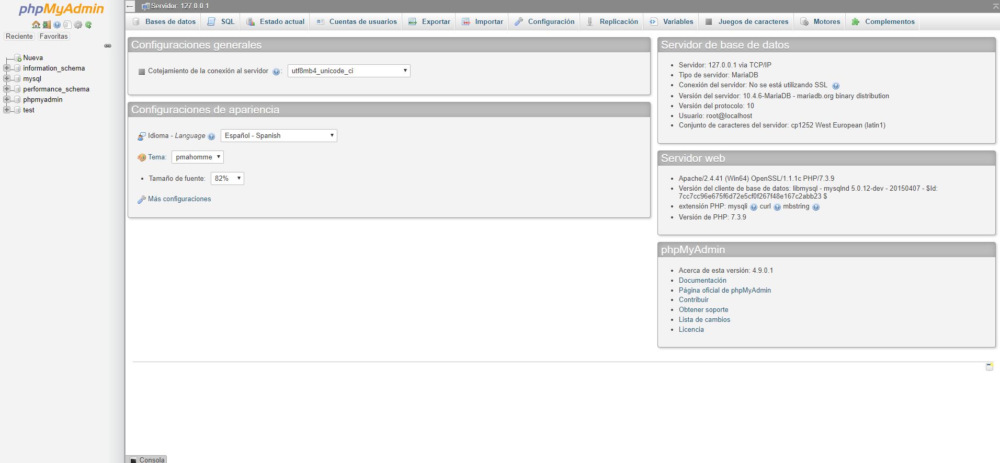 phpMyAdmin
Reciente Favoritas
Nueva
information_schema
mysql
performance_schema
phpmyadmin
test
Servidor: 127.0.0.1
Bases de datos SQL Estado actual Cuentas de usuarios Exportar Importar Configuración Replicación Variables Juegos de caracteres Motores Complementos
Configuraciones generales
Cotejamiento de la conexión al servidor : utf8mb4_unicode_ci
Configuraciones de apariencia
Idioma - Language Español - Spanish
Tema: pmahomme
Tamaño de fuente: 82%
Más configuraciones
Servidor de base de datos
Servidor: 127.0.0.1 via TCP/IP
Tipo de servidor: MariaDB
Conexión del servidor: No se está utilizando SSL
Versión del servidor: 10.4.6-MariaDB - mariadb.org binary distribution
Versión del protocolo: 10
Usuario: root@localhost
Conjunto de caracteres del servidor: cp1252 West European (latin1)
Servidor web
Apache/2.4.41 (Win64) OpenSSL/1.1.1c PHP/7.3.9
Versión del cliente de base de datos: libmysql - mysqlnd 5.0.12-dev - 20150407 - $Id:
7cc7cc96e675f6d72e5cf0f267f48e167c2abb23 $
extensión PHP: mysqli curl mbstring
Versión de PHP: 7.3.9
phpMyAdmin
Acerca de esta versión: 4.9.0.1
Documentación
Página oficial de phpMyAdmin
Contribuir
Obtener soporte
Lista de cambios
Licencia
Consola